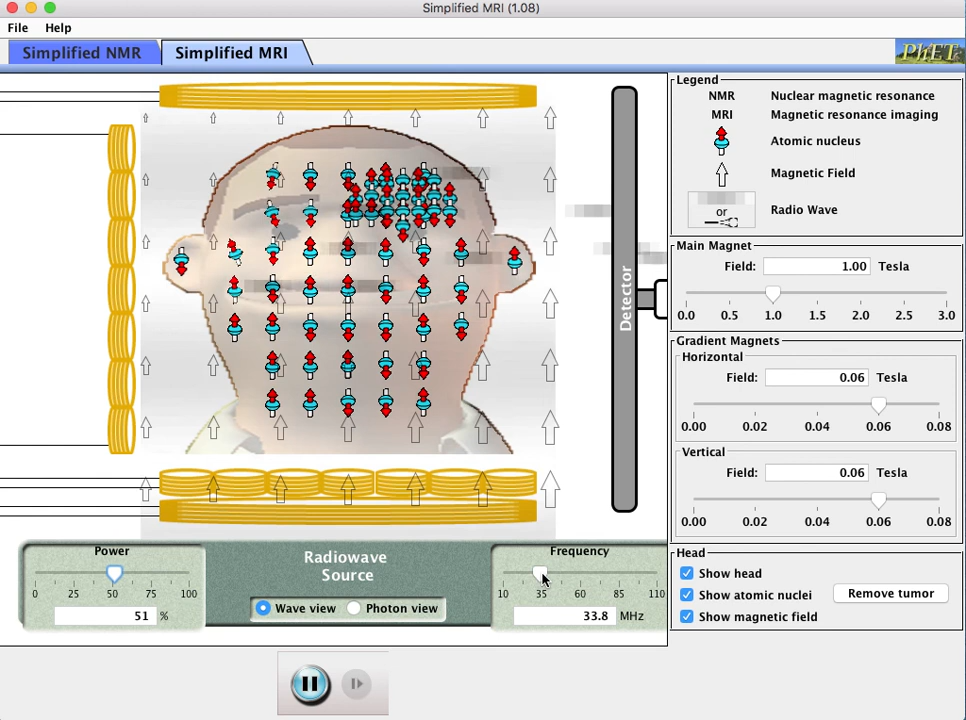 Simplified MRI (1.08)
File Help
Simplified NMR Simplified MRI PhET
Legend
NMR Nuclear magnetic resonance
MRI Magnetic resonance imaging
Atomic nucleus
Magnetic Field
or Radio Wave
Main Magnet
Field: 1.00 Tesla
0.0 0.5 1.0 1.5 2.0 2.5 3.0
Gradient Magnets
Horizontal
Field: 0.06 Tesla
0.00 0.02 0.04 0.06 0.08
Vertical
Field: 0.06 Tesla
0.00 0.02 0.04 0.06 0.08
Head
Show head
Show atomic nuclei
Remove tumor
Show magnetic field
Detector
Power
0 25 50 75 100
51 %
Radiowave
Source
Wave view Photon view
Frequency
10 35 60 85 110
33.8 MHz